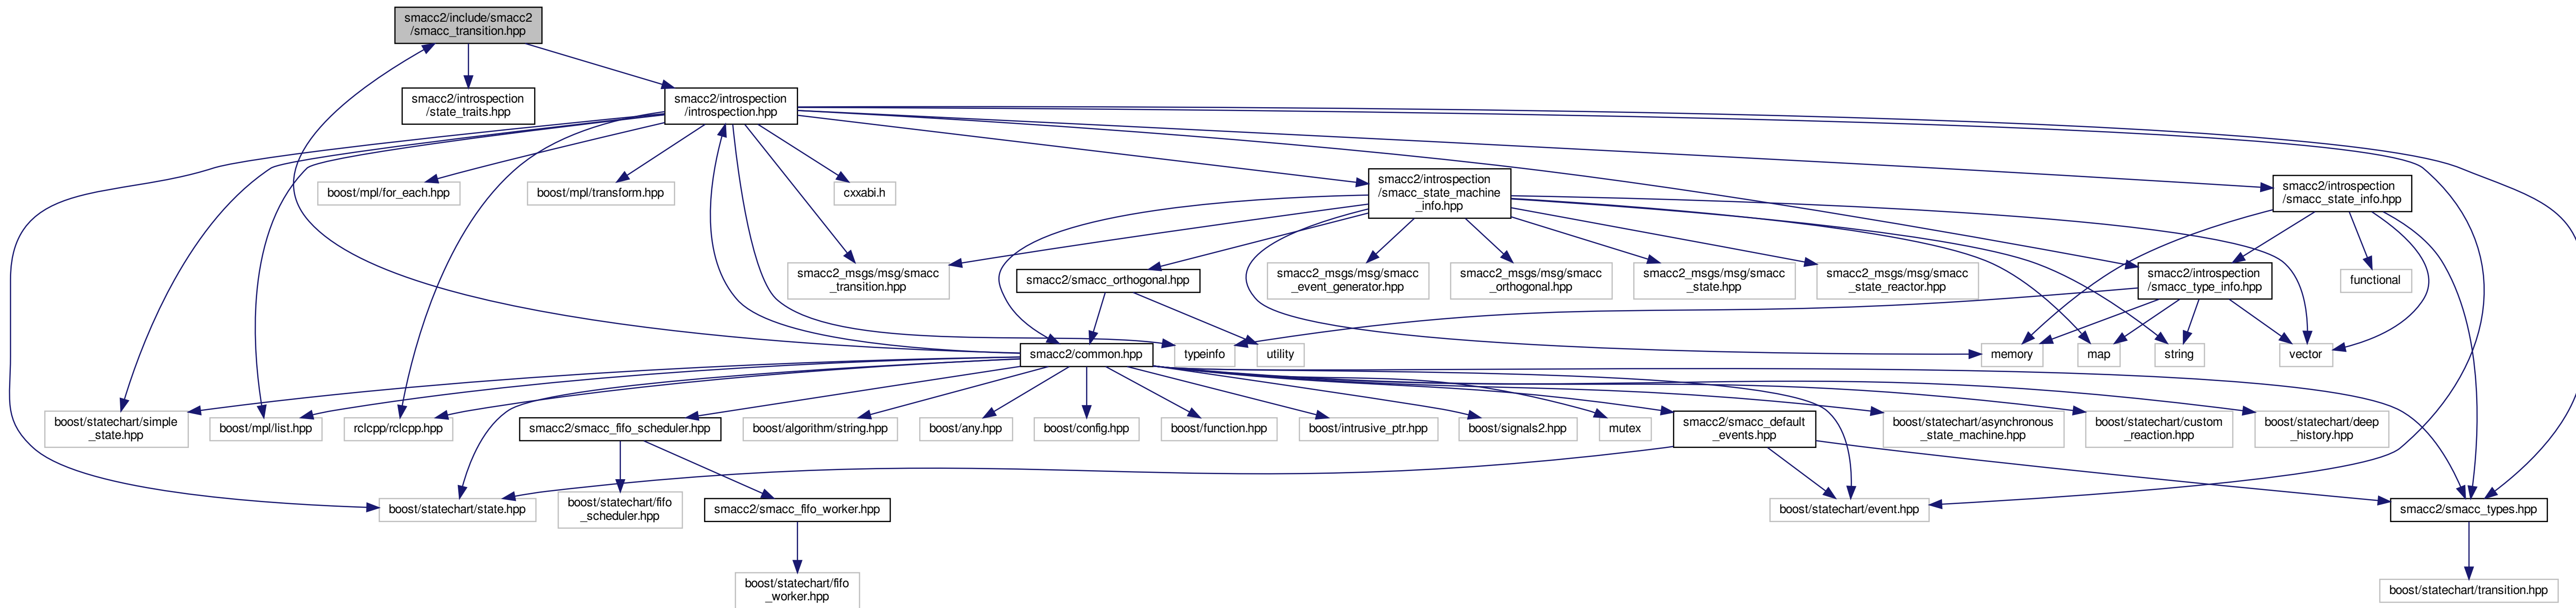 smacc2/include/smacc2
/smacc_transition.hpp
smacc2/introspection
/state_traits.hpp
smacc2/introspection
/introspection.hpp
boost/mpl/for_each.hpp
boost/mpl/transform.hpp
cxxabi.h
smacc2/introspection
/smacc_state_machine
_info.hpp
smacc2/introspection
/smacc_state_info.hpp
smacc2_msgs/msg/smacc
_transition.hpp
smacc2/smacc_orthogonal.hpp
smacc2_msgs/msg/smacc
_event_generator.hpp
smacc2_msgs/msg/smacc
_orthogonal.hpp
smacc2_msgs/msg/smacc
_state.hpp
smacc2_msgs/msg/smacc
_state_reactor.hpp
smacc2/introspection
/smacc_type_info.hpp
functional
smacc2/common.hpp
typeinfo
utility
memory
map
string
vector
boost/statechart/simple
_state.hpp
boost/mpl/list.hpp
rclcpp/rclcpp.hpp
smacc2/smacc_fifo_scheduler.hpp
boost/algorithm/string.hpp
boost/any.hpp
boost/config.hpp
boost/function.hpp
boost/intrusive_ptr.hpp
boost/signals2.hpp
mutex
smacc2/smacc_default
_events.hpp
boost/statechart/asynchronous
_state_machine.hpp
boost/statechart/custom
_reaction.hpp
boost/statechart/deep
_history.hpp
boost/statechart/state.hpp
boost/statechart/fifo
_scheduler.hpp
smacc2/smacc_fifo_worker.hpp
boost/statechart/event.hpp
smacc2/smacc_types.hpp
boost/statechart/fifo
_worker.hpp
boost/statechart/transition.hpp